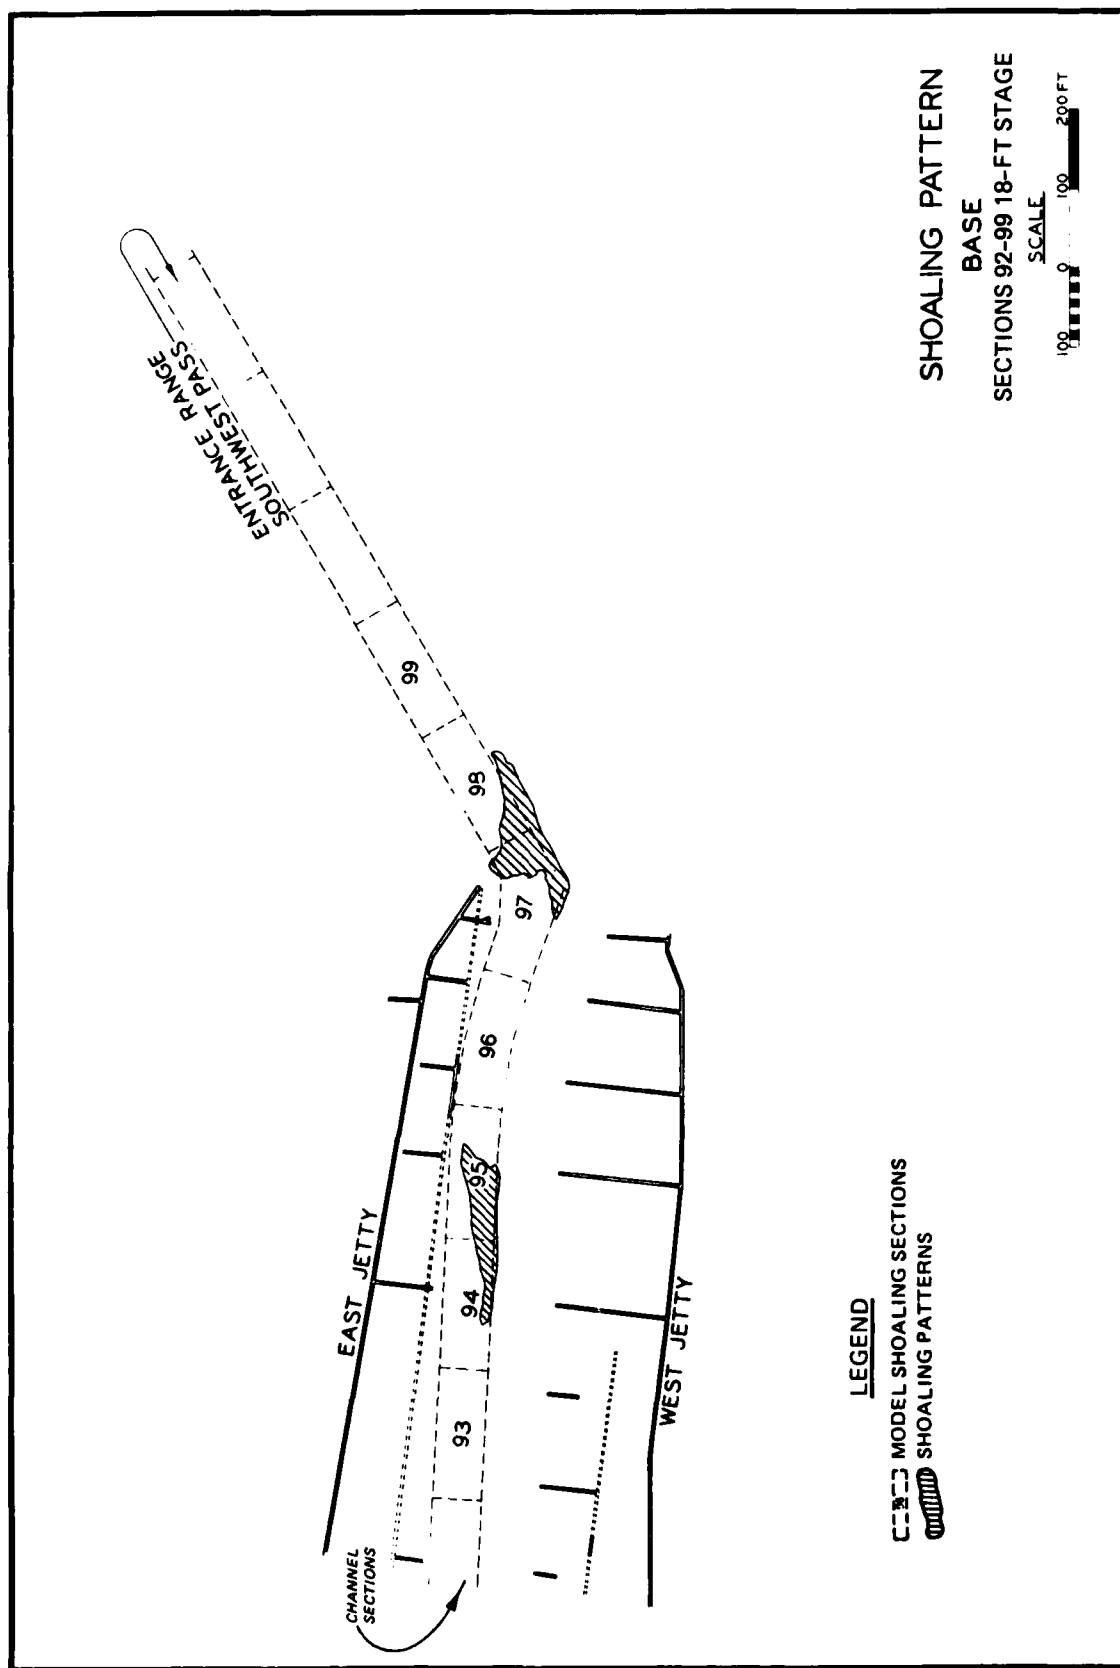 ENTRANCE RANGE
SOUTHWEST PASS
99
98
97
96
95
94
93
EAST JETTY
WEST JETTY
CHANNEL
SECTIONS
LEGEND
MODEL SHOALING SECTIONS
SHOALING PATTERNS
SHOALING PATTERN
BASE
SECTIONS 92-99 18-FT STAGE
SCALE
100 0 100 200 FT